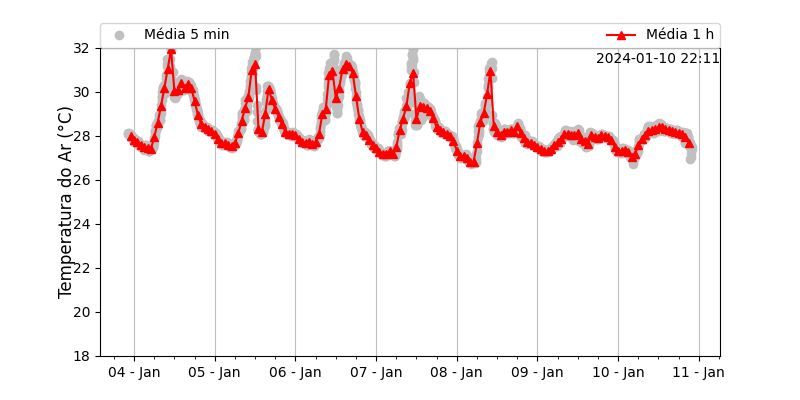 Média 5 min
Média 1 h
2024-01-10 22:11
Temperatura do Ar (°C)
32
30
28
26
24
22
20
18
04 - Jan
05 - Jan
06 - Jan
07 - Jan
08 - Jan
09 - Jan
10 - Jan
11 - Jan